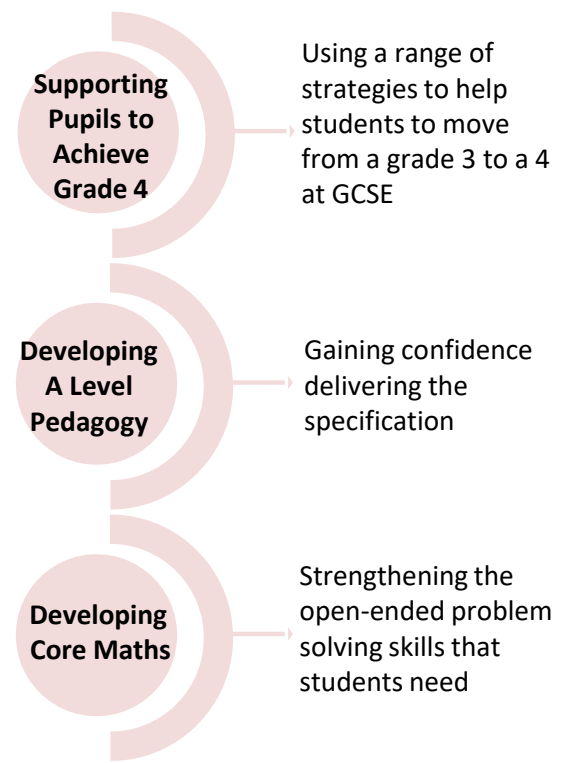 Supporting
Pupils to
Achieve
Grade 4
Using a range of
strategies to help
students to move
from a grade 3 to a 4
at GCSE
Developing
A Level
Pedagogy
Gaining confidence
delivering the
specification
Developing
Core Maths
Strengthening the
open-ended problem
solving skills that
students need